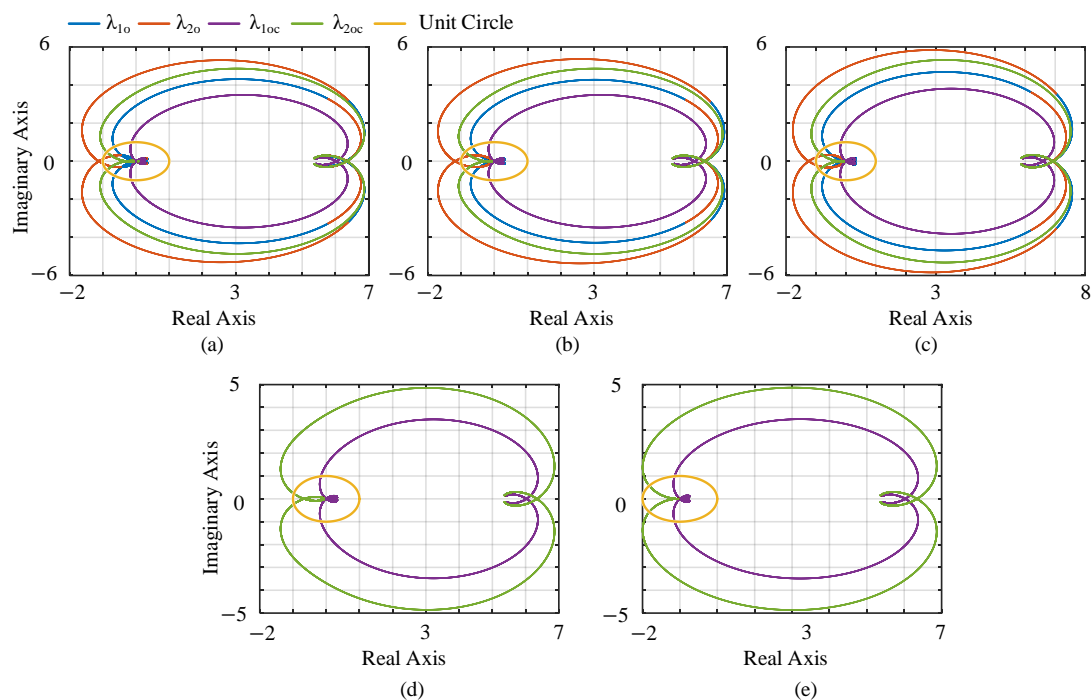 λ1o λ2o λ1oc λ2oc Unit Circle
6 6 6
Imaginary Axis
0 0 0
−6 −6 −6
−2 3 7 −2 3 7 −2 3 8
Real Axis Real Axis Real Axis
(a) (b) (c)
5 5
Imaginary Axis Imaginary Axis
0 0
−5 −5
−2 3 7 −2 3 7
Real Axis Real Axis
(d) (e)